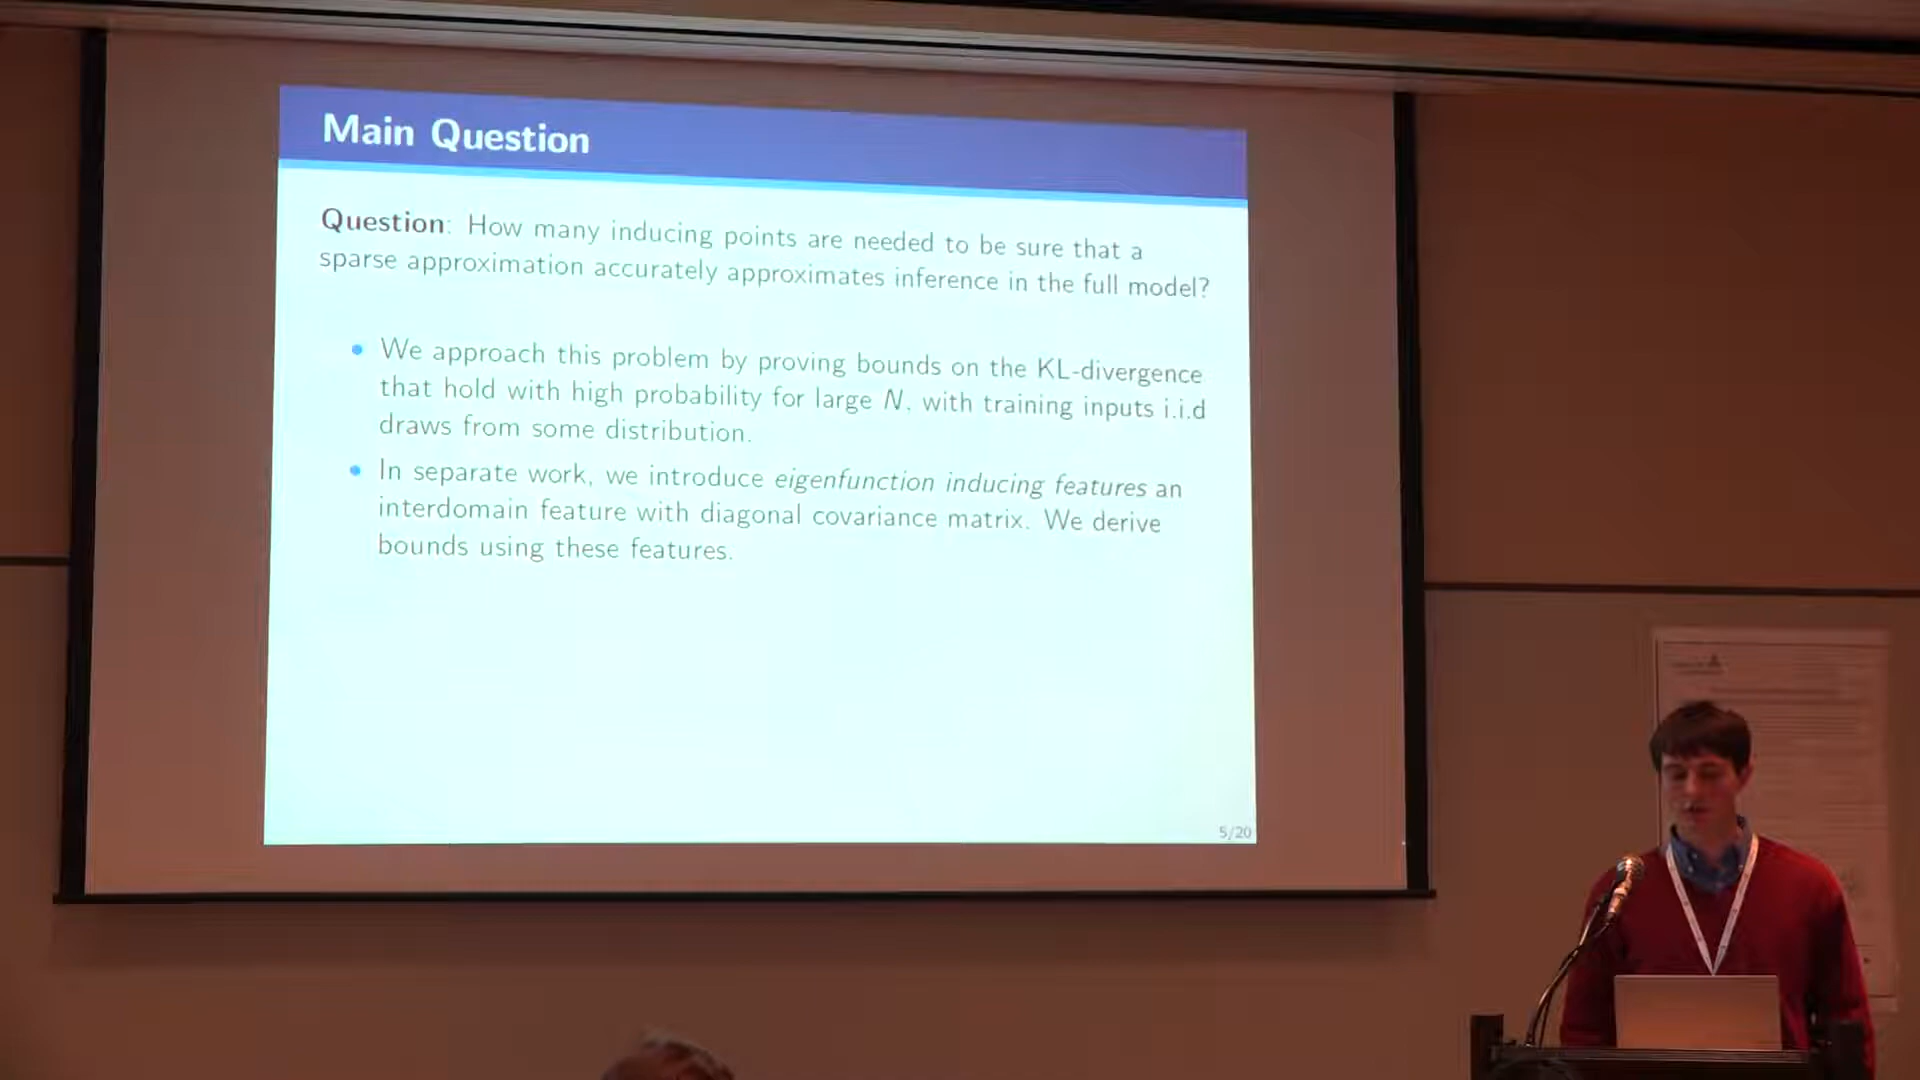 Main Question
Question: How many inducing points are needed to be sure that a
sparse approximation accurately approximates inference in the full model?
We approach this problem by proving bounds on the KL-divergence
that hold with high probability for large N, with training inputs i.i.d
draws from some distribution.
In separate work, we introduce eigenfunction inducing features an
interdomain feature with diagonal covariance matrix. We derive
bounds using these features.
5/20